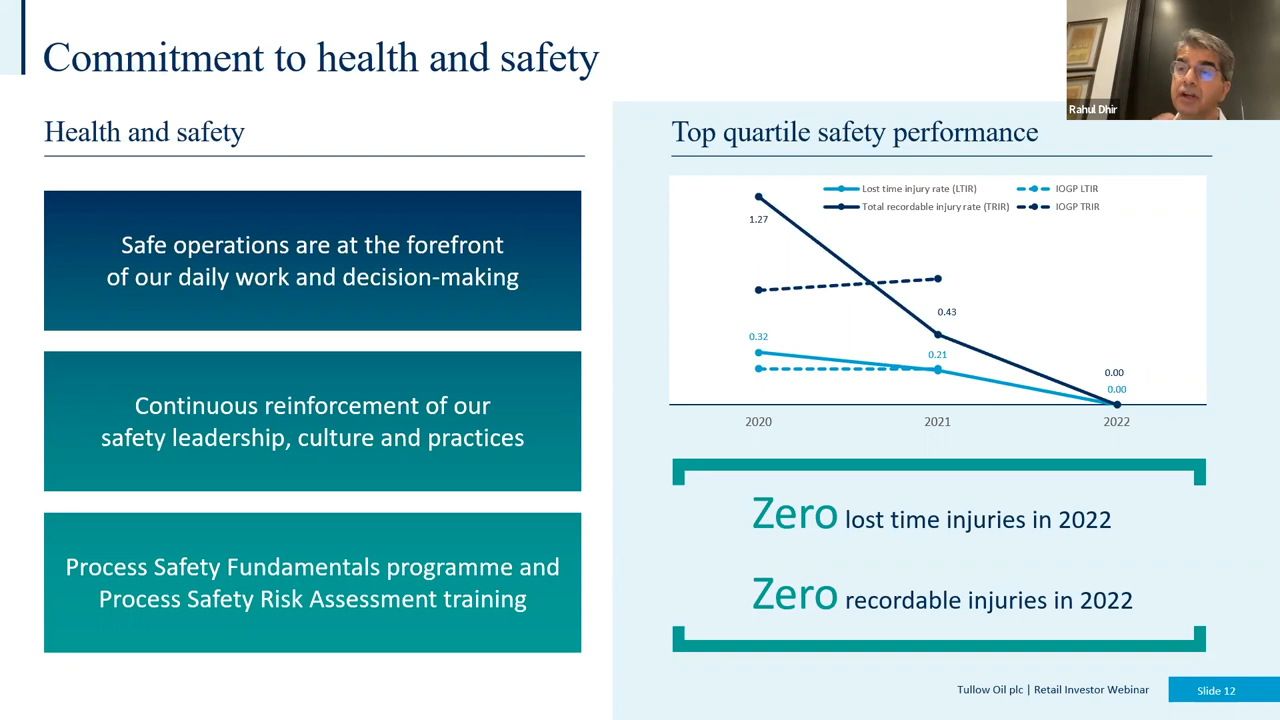 Commitment to health and safety
Rahul Dhir
Health and safety
Safe operations are at the forefront
of our daily work and decision-making
Continuous reinforcement of our
safety leadership, culture and practices
Process Safety Fundamentals programme and
Process Safety Risk Assessment training
Top quartile safety performance
Lost time injury rate (LTIR)
IOGP LTIR
Total recordable injury rate (TRIR)
IOGP TRIR
1.27
0.43
0.32
0.21
0.00
0.00
2020
2021
2022
Zero lost time injuries in 2022
Zero recordable injuries in 2022
Tullow Oil plc | Retail Investor Webinar
Slide 12